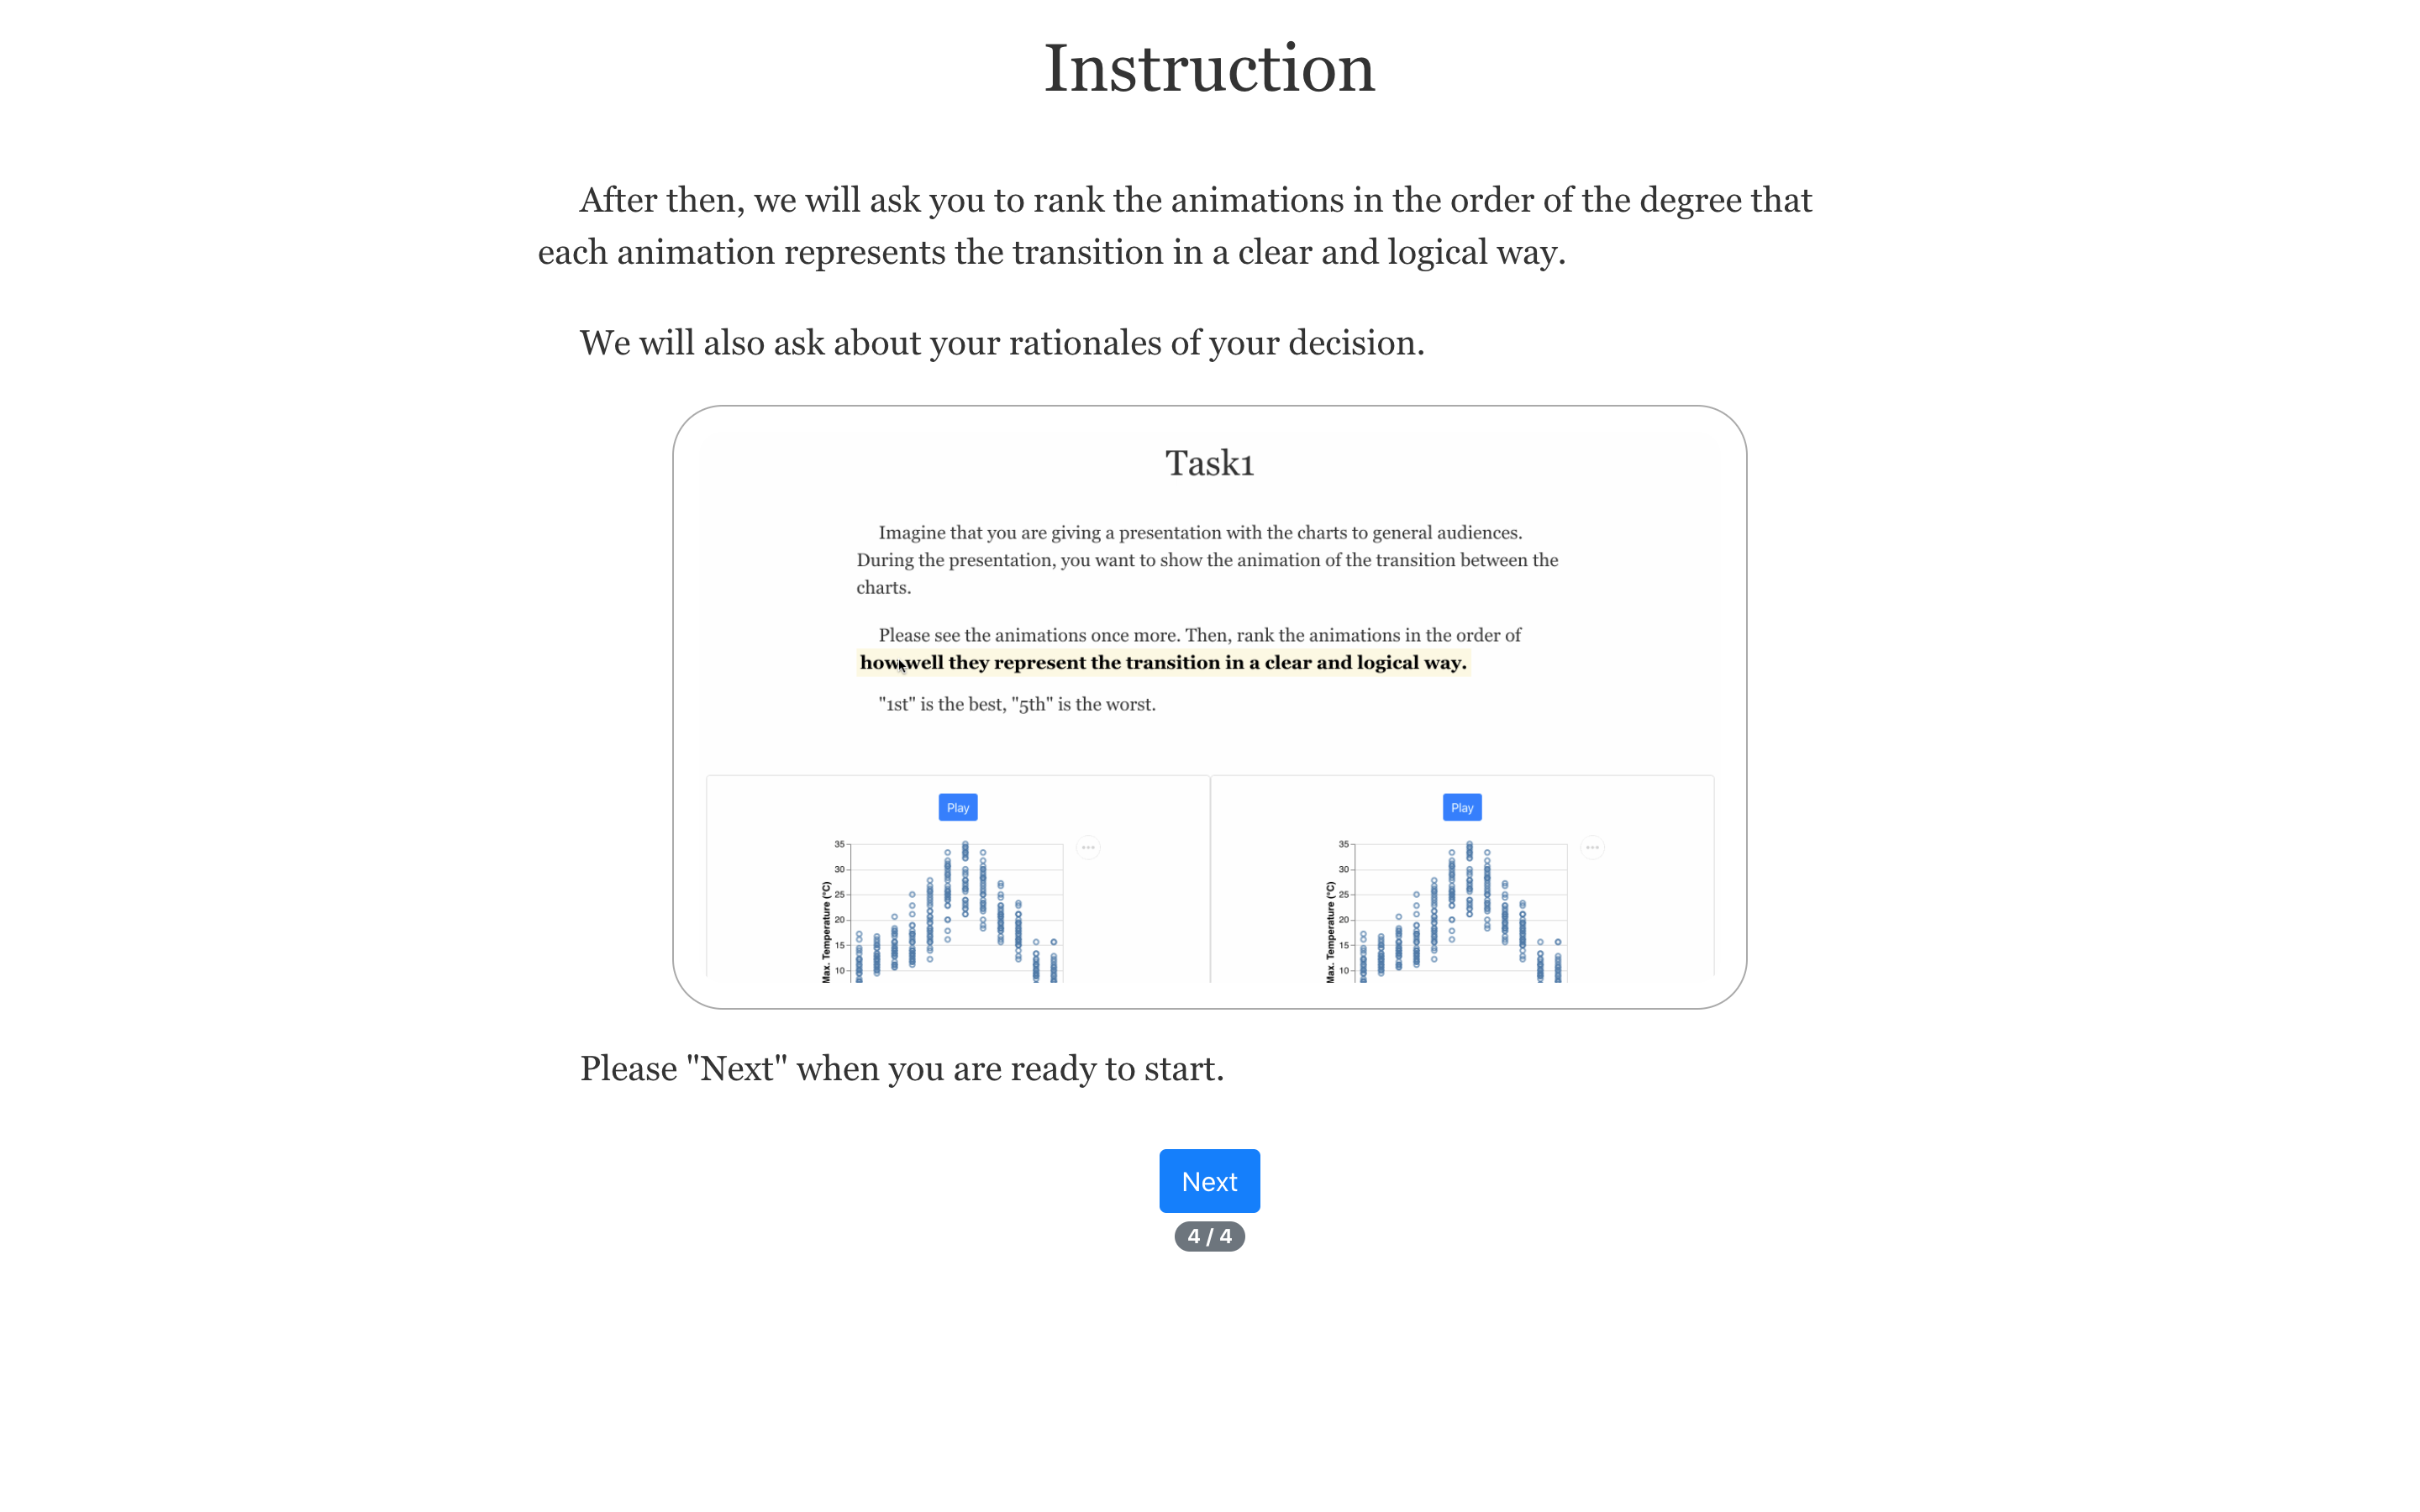 Instruction
After then, we will ask you to rank the animations in the order of the degree that
each animation represents the transition in a clear and logical way.
We will also ask about your rationales of your decision.
Task1
Imagine that you are giving a presentation with the charts to general audiences.
During the presentation, you want to show the animation of the transition between the
charts.
Please see the animations once more. Then, rank the animations in the order of
how well they represent the transition in a clear and logical way.
"1st" is the best, "5th" is the worst.
Play
35
30
25
20
15
10
Max. Temperature (°C)
Play
35
30
25
20
15
10
Max. Temperature (°C)
Please "Next" when you are ready to start.
Next
4 / 4